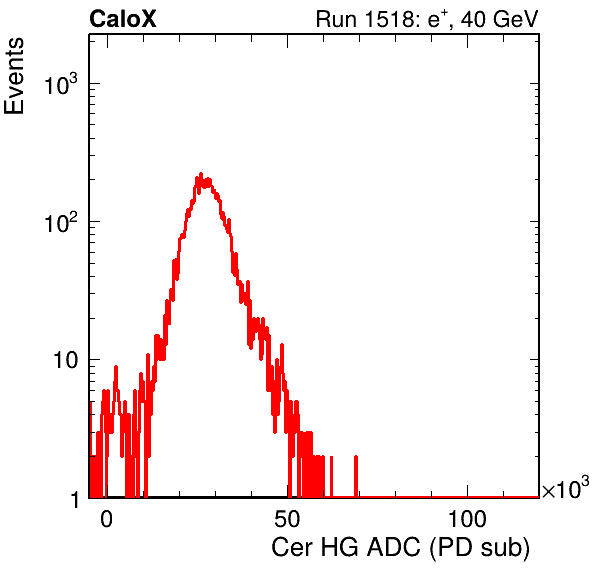 CaloX Run 1518: e⁺, 40 GeV
Events
10³
10²
10
1
0 50 100 ×10³
Cer HG ADC (PD sub)